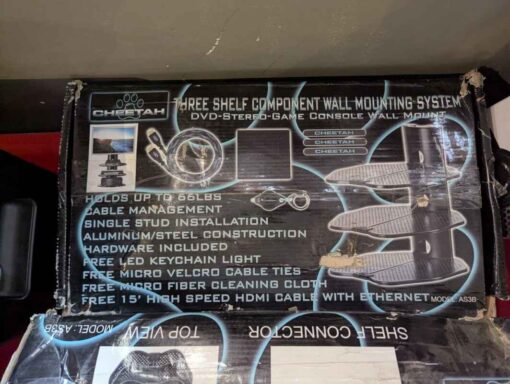 CHEETAH
THREE SHELF COMPONENT WALL MOUNTING SYSTEM
DVD-STEREO-GAME CONSOLE WALL MOUNT
CHEETAH
CHEETAH
CHEETAH
HOLDS UP TO 66LBS
CABLE MANAGEMENT
SINGLE STUD INSTALLATION
ALUMINUM/STEEL CONSTRUCTION
HARDWARE INCLUDED
FREE LED KEYCHAIN LIGHT
FREE MICRO VELCRO CABLE TIES
FREE MICRO FIBER CLEANING CLOTH
FREE 15' HIGH SPEED HDMI CABLE WITH ETHERNET
MODEL: AS3B
MODEL: AS3B
TOP VIEW
SHELF CONNECTOR